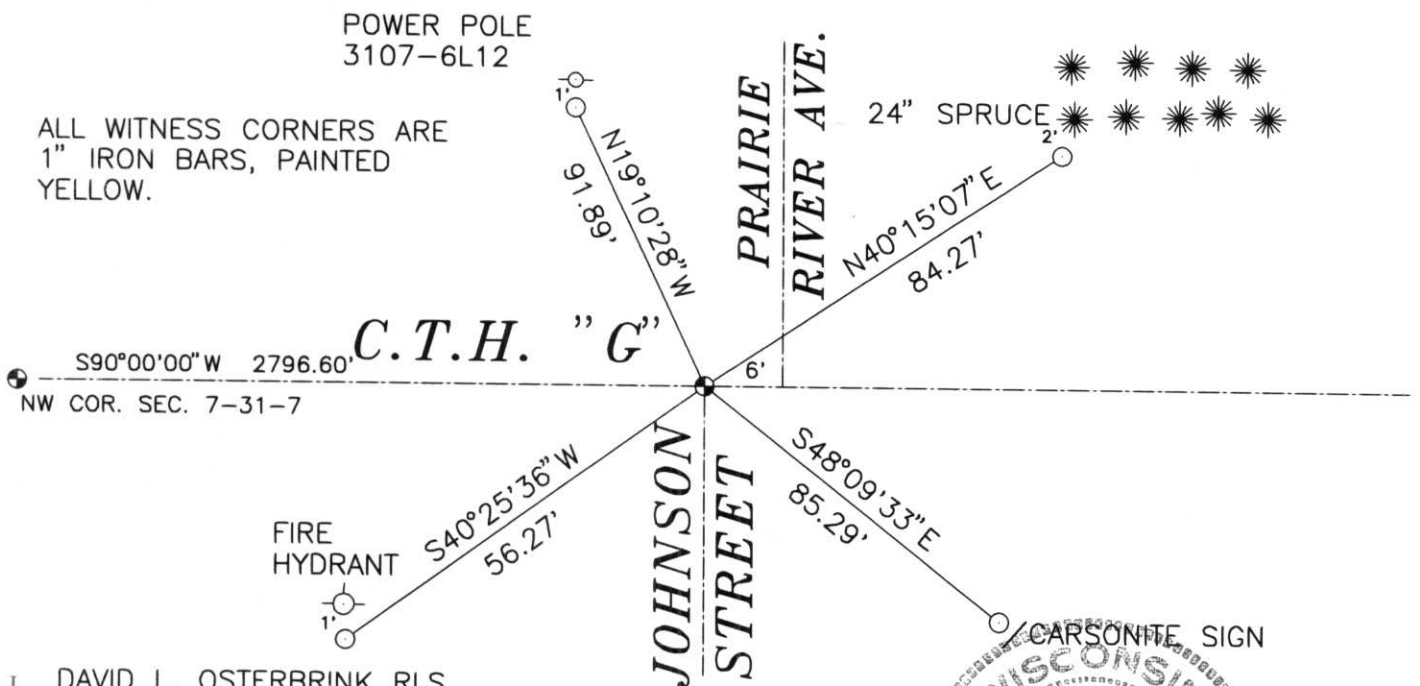 POWER POLE
3107-6L12
ALL WITNESS CORNERS ARE
1" IRON BARS, PAINTED
YELLOW.
1'
N19°10'28"W
91.89'
PRAIRIE
RIVER AVE.
24" SPRUCE
2'
N40°15'07"E
84.27'
C.T.H. "G"
S90°00'00"W 2796.60'
6'
NW COR. SEC. 7-31-7
S40°25'36"W
56.27'
FIRE
HYDRANT
1'
JOHNSON
STREET
S48°09'33"E
85.29'
CARSONITE SIGN
DAVID L. OSTERBRINK RLS